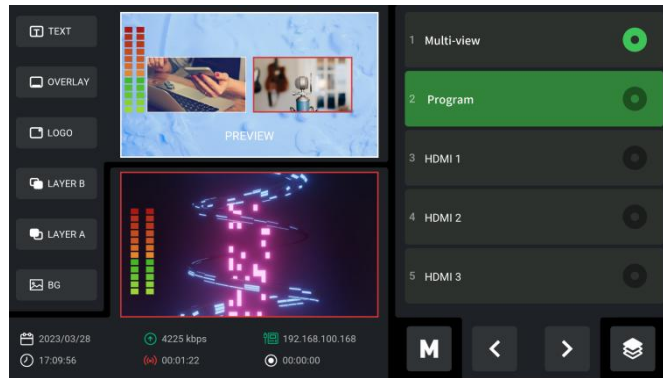 TEXT
OVERLAY
LOGO
LAYER B
LAYER A
BG
PREVIEW
2023/03/28
17:09:56
4225 kbps
00:01:22
192.168.100.168
00:00:00
1 Multi-view
2 Program
3 HDMI 1
4 HDMI 2
5 HDMI 3
M